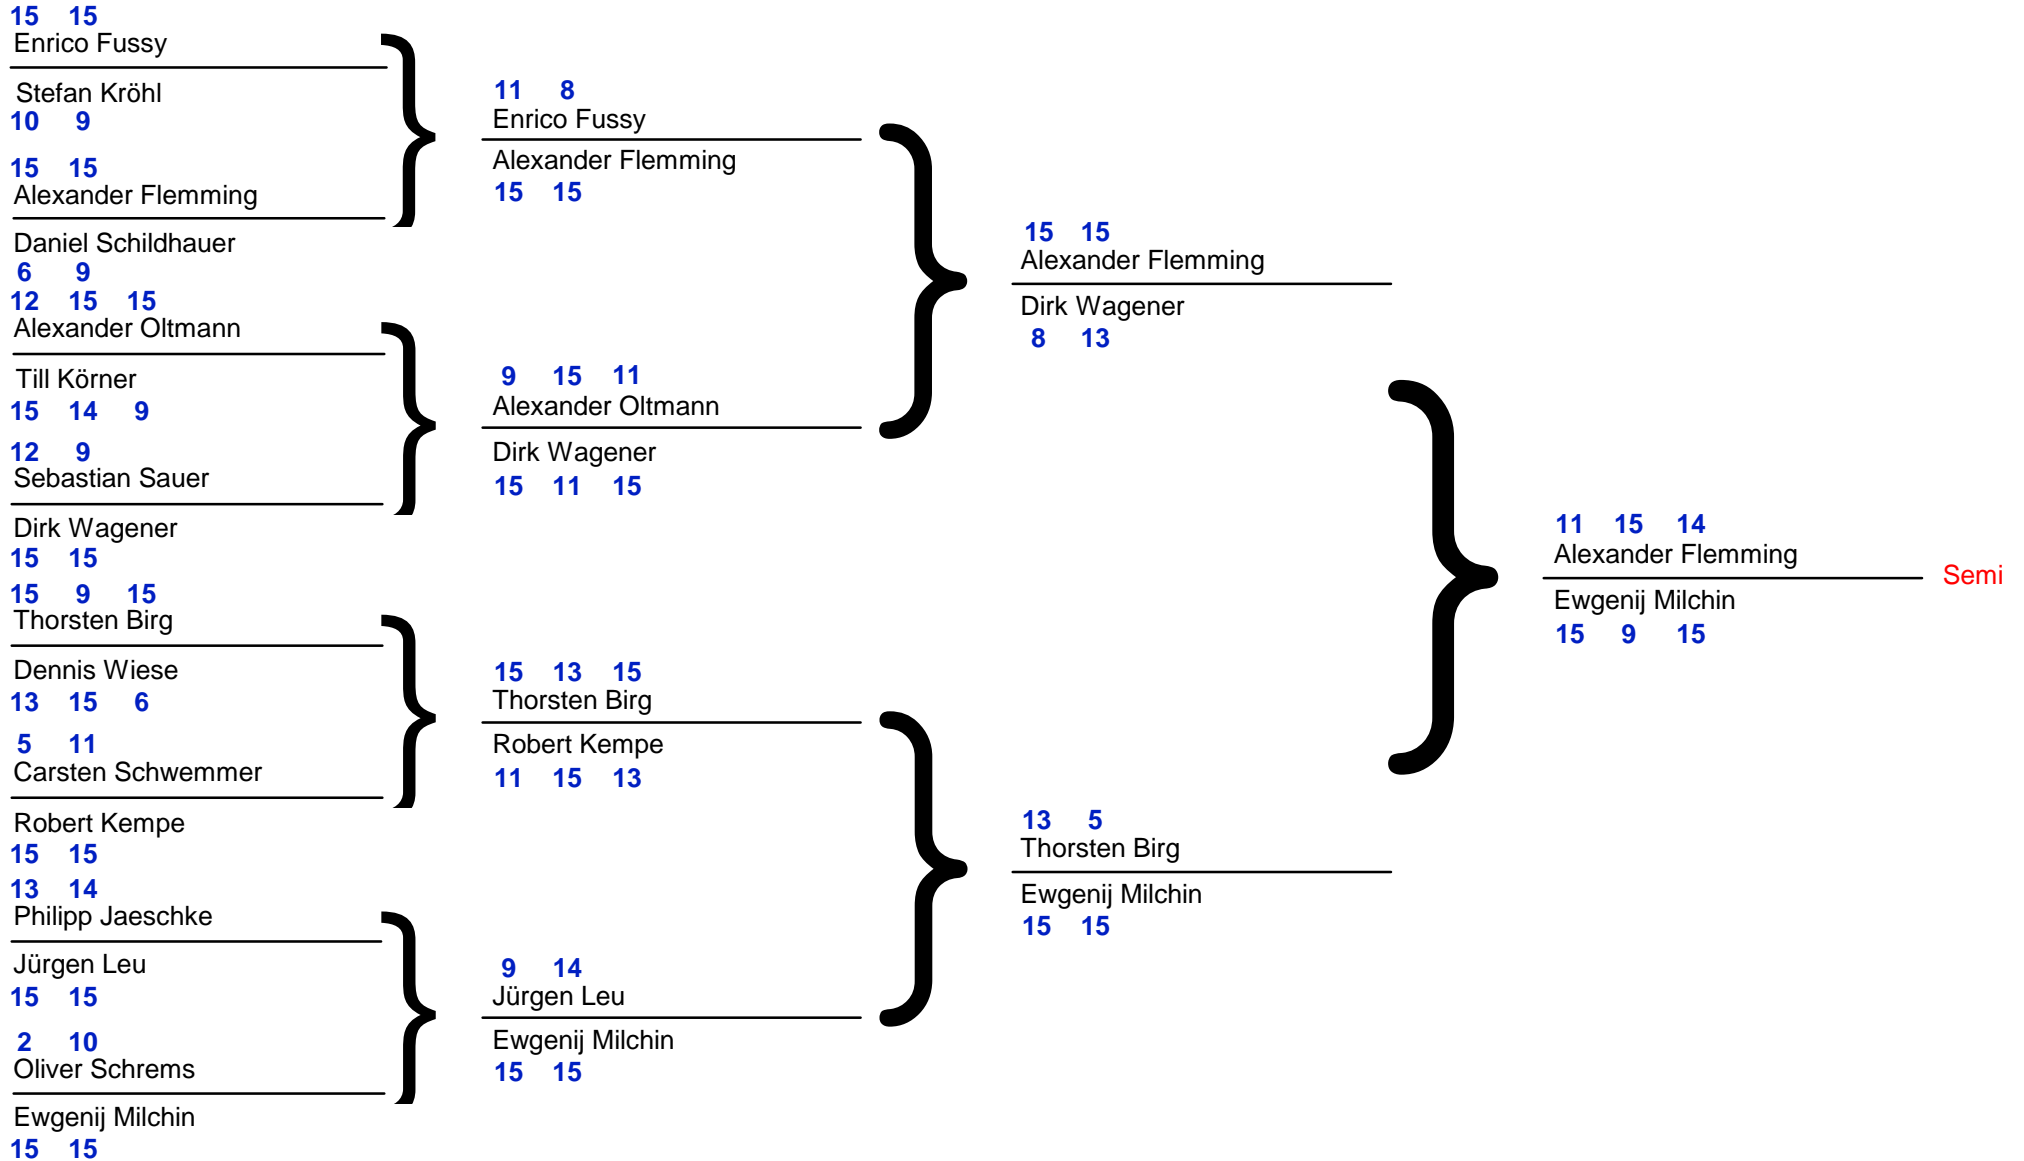 15 15
Enrico Fussy
Stefan Kröhl
10 9
15 15
Alexander Flemming
Daniel Schildhauer
6 9
12 15 15
Alexander Oltmann
Till Körner
15 14 9
12 9
Sebastian Sauer
Dirk Wagener
15 15
15 9 15
Thorsten Birg
Dennis Wiese
13 15 6
5 11
Carsten Schwemmer
Robert Kempe
15 15
13 14
Philipp Jaeschke
Jürgen Leu
15 15
2 10
Oliver Schrems
Ewgenij Milchin
15 15
11 8
Enrico Fussy
Alexander Flemming
15 15
9 15 11
Alexander Oltmann
Dirk Wagener
15 11 15
15 13 15
Thorsten Birg
Robert Kempe
11 15 13
9 14
Jürgen Leu
Ewgenij Milchin
15 15
15 15
Alexander Flemming
Dirk Wagener
8 13
13 5
Thorsten Birg
Ewgenij Milchin
15 15
11 15 14
Alexander Flemming
Ewgenij Milchin
15 9 15
Semi